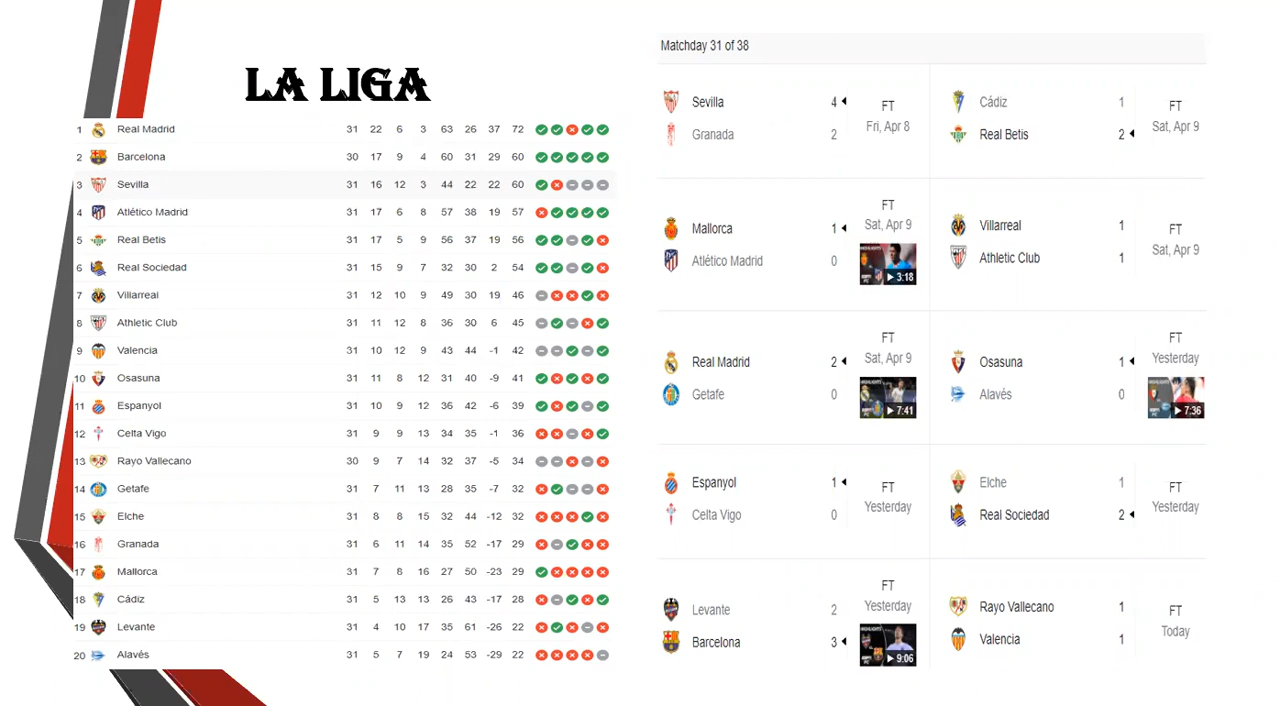 LA LIGA
1 Real Madrid 31 22 6 3 63 26 37 72
2 Barcelona 30 17 9 4 60 31 29 60
3 Sevilla 31 16 12 3 44 22 22 60
4 Atlético Madrid 31 17 6 8 57 38 19 57
5 Real Betis 31 17 5 9 56 37 19 56
6 Real Sociedad 31 15 9 7 32 30 2 54
7 Villarreal 31 12 10 9 49 30 19 46
8 Athletic Club 31 11 12 8 36 30 6 45
9 Valencia 31 10 12 9 43 44 -1 42
10 Osasuna 31 11 8 12 31 40 -9 41
11 Espanyol 31 10 9 12 36 42 -6 39
12 Celta Vigo 31 9 9 13 34 35 -1 36
13 Rayo Vallecano 30 9 7 14 32 37 -5 34
14 Getafe 31 7 11 13 28 35 -7 32
15 Elche 31 8 8 15 32 44 -12 32
16 Granada 31 6 11 14 35 52 -17 29
17 Mallorca 31 7 8 16 27 50 -23 29
18 Cádiz 31 5 13 13 26 43 -17 28
19 Levante 31 4 10 17 35 61 -26 22
20 Alavés 31 5 7 19 24 53 -29 22
Matchday 31 of 38
Sevilla 4
Granada 2
FT
Fri, Apr 8
Cádiz 1
Real Betis 2
FT
Sat, Apr 9
Mallorca 1
Atlético Madrid 0
FT
Sat, Apr 9
3:18
Villarreal 1
Athletic Club 1
FT
Sat, Apr 9
Real Madrid 2
Getafe 0
FT
Sat, Apr 9
7:41
Osasuna 1
Alavés 0
FT
Yesterday
7:36
Espanyol 1
Celta Vigo 0
FT
Yesterday
Elche 1
Real Sociedad 2
FT
Yesterday
Levante 2
Barcelona 3
FT
Yesterday
9:06
Rayo Vallecano 1
Valencia 1
FT
Today